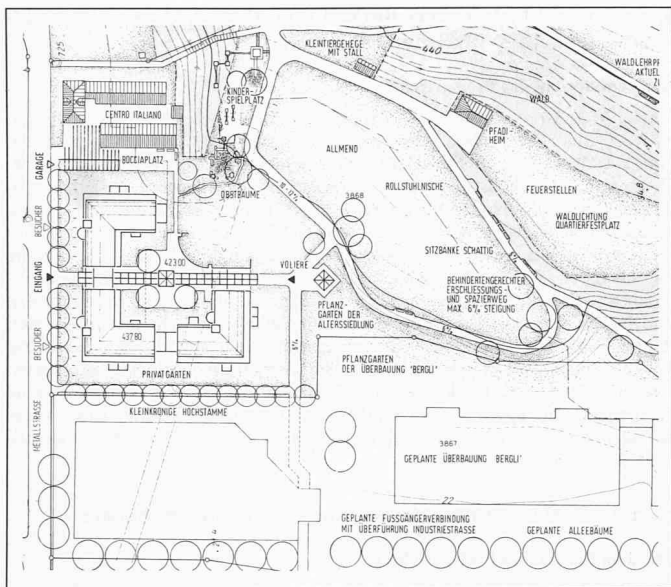 725
KLEINTIERGEHEGE
MIT STALL
440
WALDLEHRPF
AKTUEL
WALD
KINDER-
SPIELPLATZ
CENTRO ITALIANO
PFADI-
HEIM
ALLMEND
BOCCIAPLATZ
GARAGE
ROLLSTUHLNISCHE
FEUERSTELLEN
OBSTBÄUME
3868
WALDLICHTUNG
QUARTIERFESTPLATZ
BESUCHER
SITZBÄNKE SCHATTIG
VOLIERE
423.00
EINGANG
BEHINDERTENGERECHTER
ERSCHLIESSUNGS-
UND SPAZIERWEG
MAX. 6% STEIGUNG
PFLANZ-
GARTEN DER
ALTERSSIEDLUNG
6%
6%
437.80
BESUCHER
PFLANZGARTEN
DER ÜBERBAUUNG 'BERGLI'
PRIVATGÄRTEN
KLEINKRONIGE HOCHSTÄMME
METALLSTRASSE
3867
GEPLANTE ÜBERBAUUNG 'BERGLI'
22
GEPLANTE FUSSGÄNGERVERBINDUNG
MIT ÜBERFÜHRUNG INDUSTRIESTRASSE
GEPLANTE ALLEEBÄUME